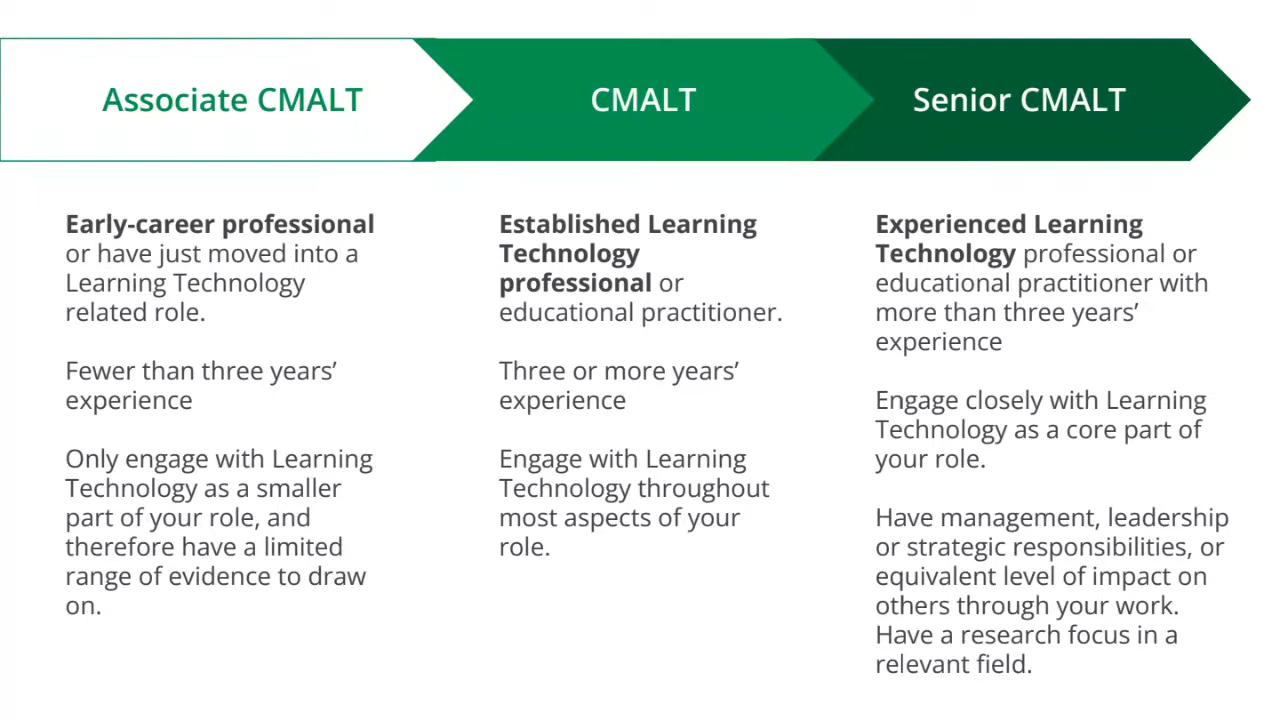 Associate CMALT
CMALT
Senior CMALT
Early-career professional
or have just moved into a
Learning Technology
related role.
Fewer than three years’
experience
Only engage with Learning
Technology as a smaller
part of your role, and
therefore have a limited
range of evidence to draw
on.
Established Learning
Technology
professional or
educational practitioner.
Three or more years’
experience
Engage with Learning
Technology throughout
most aspects of your
role.
Experienced Learning
Technology professional or
educational practitioner with
more than three years’
experience
Engage closely with Learning
Technology as a core part of
your role.
Have management, leadership
or strategic responsibilities, or
equivalent level of impact on
others through your work.
Have a research focus in a
relevant field.